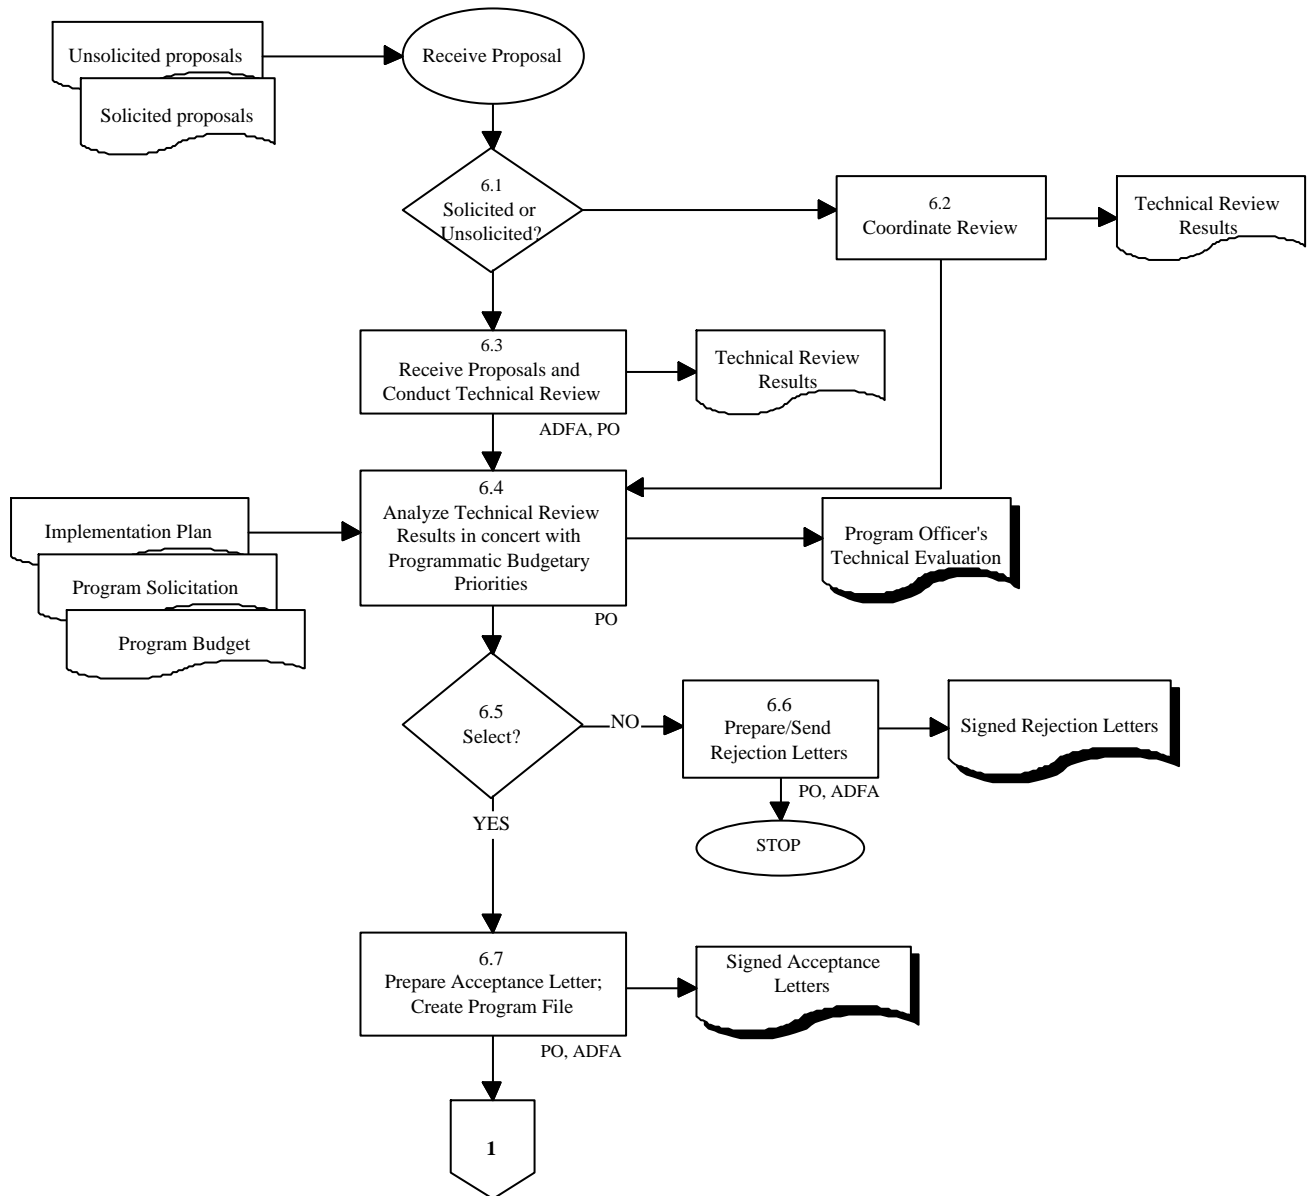 Unsolicited proposals
Solicited proposals
Receive Proposal
6.1
Solicited or
Unsolicited?
6.2
Coordinate Review
Technical Review
Results
6.3
Receive Proposals and
Conduct Technical Review
ADFA, PO
Technical Review
Results
Implementation Plan
Program Solicitation
Program Budget
6.4
Analyze Technical Review
Results in concert with
Programmatic Budgetary
Priorities
PO
Program Officer's
Technical Evaluation
6.5
Select?
NO
6.6
Prepare/Send
Rejection Letters
PO, ADFA
Signed Rejection Letters
STOP
YES
6.7
Prepare Acceptance Letter;
Create Program File
PO, ADFA
Signed Acceptance
Letters
1